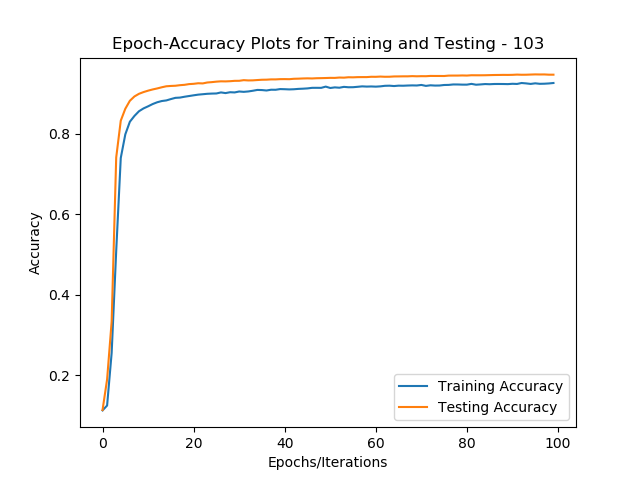 Epoch-Accuracy Plots for Training and Testing - 103
0.8
0.6
0.4
0.2
Accuracy
0 20 40 60 80 100
Epochs/Iterations
Training Accuracy
Testing Accuracy